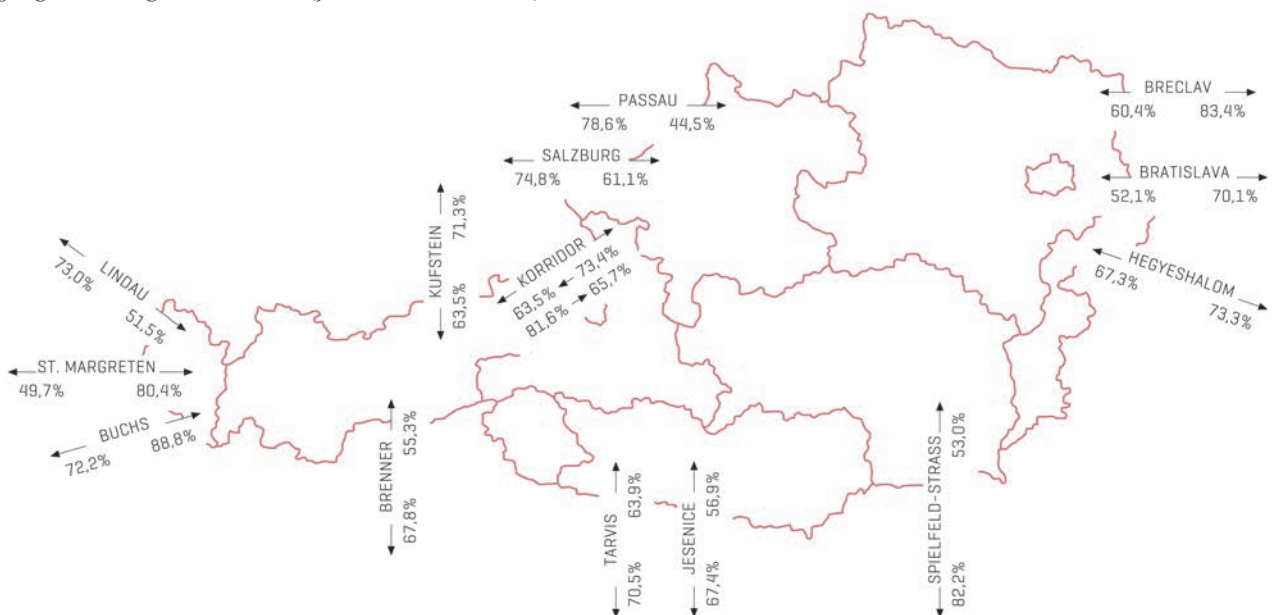 PASSAU
78,6% 44,5%
BRECLAV
60,4% 83,4%
SALZBURG
74,8% 61,1%
BRATISLAVA
52,1% 70,1%
KUFSTEIN
63,5% 71,3%
KORRIDOR
63,5% 73,4%
81,6% 65,7%
HEGYESHALOM
67,3% 73,3%
LINDAU
73,0% 51,5%
ST. MARGRETEN
49,7% 80,4%
BUCHS
72,2% 88,8%
BRENNER
67,8% 55,3%
TARVIS
70,5% 63,9%
JESENICE
67,4% 56,9%
SPIELFELD-STRASS
82,2% 53,0%